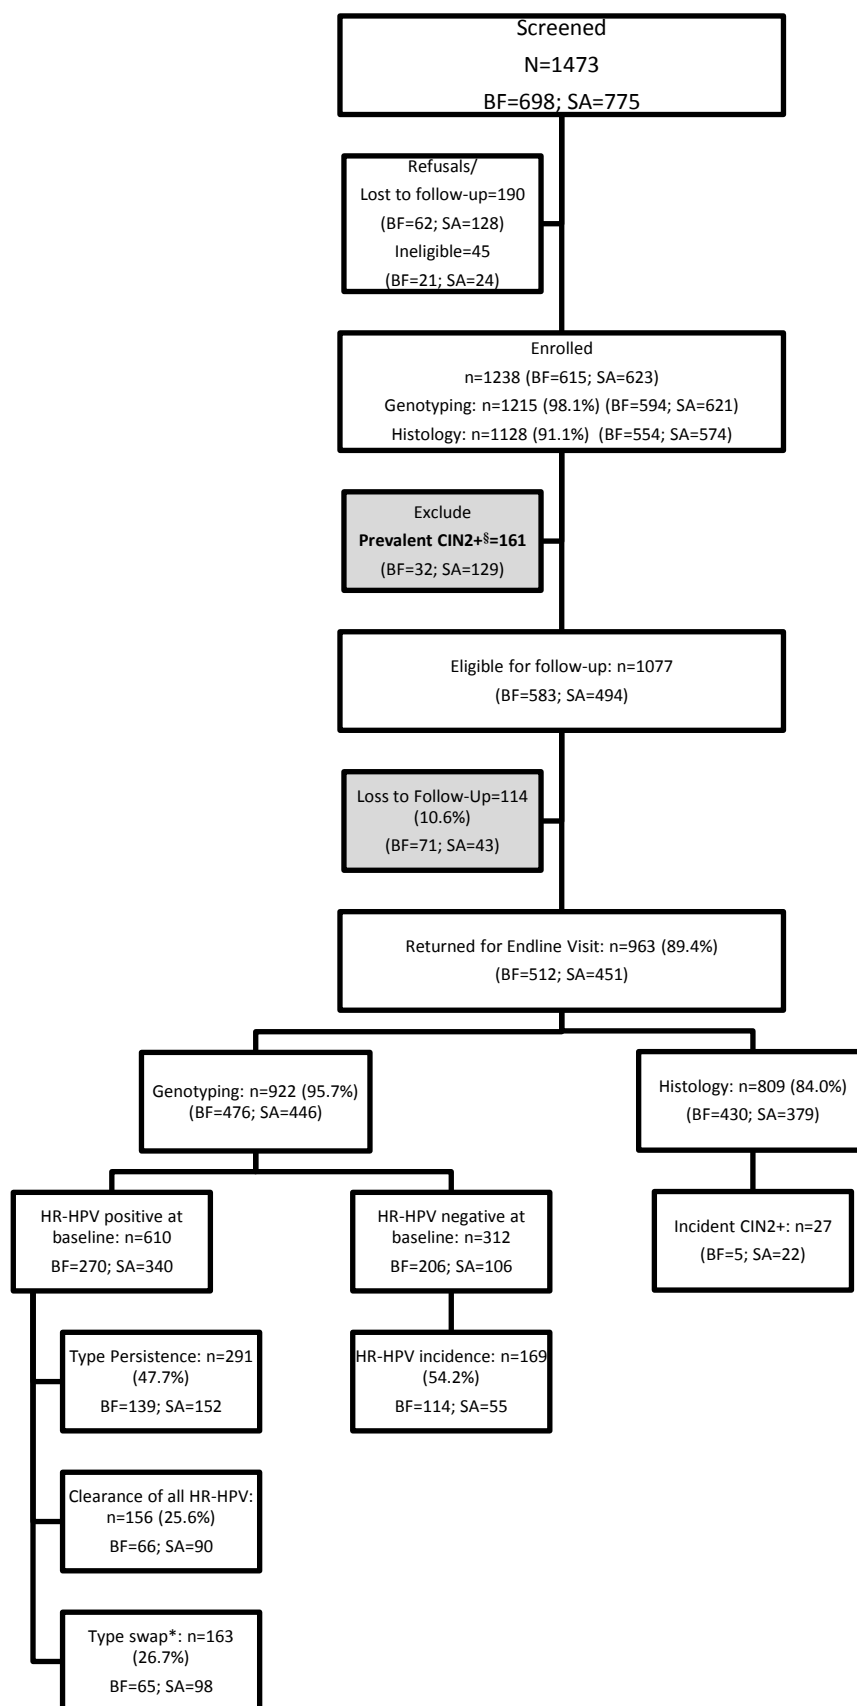 Screened
N=1473
BF=698; SA=775
Refusals/
Lost to follow-up=190
(BF=62; SA=128)
Ineligible=45
(BF=21; SA=24)
Enrolled
n=1238 (BF=615; SA=623)
Genotyping: n=1215 (98.1%) (BF=594; SA=621)
Histology: n=1128 (91.1%) (BF=554; SA=574)
Exclude
Prevalent CIN2+§=161
(BF=32; SA=129)
Eligible for follow-up: n=1077
(BF=583; SA=494)
Loss to Follow-Up=114
(10.6%)
(BF=71; SA=43)
Returned for Endline Visit: n=963 (89.4%)
(BF=512; SA=451)
Genotyping: n=922 (95.7%)
(BF=476; SA=446)
Histology: n=809 (84.0%)
(BF=430; SA=379)
HR-HPV positive at
baseline: n=610
BF=270; SA=340
HR-HPV negative at
baseline: n=312
BF=206; SA=106
Incident CIN2+: n=27
(BF=5; SA=22)
Type Persistence: n=291
(47.7%)
BF=139; SA=152
HR-HPV incidence: n=169
(54.2%)
BF=114; SA=55
Clearance of all HR-HPV:
n=156 (25.6%)
BF=66; SA=90
Type swap*: n=163
(26.7%)
BF=65; SA=98